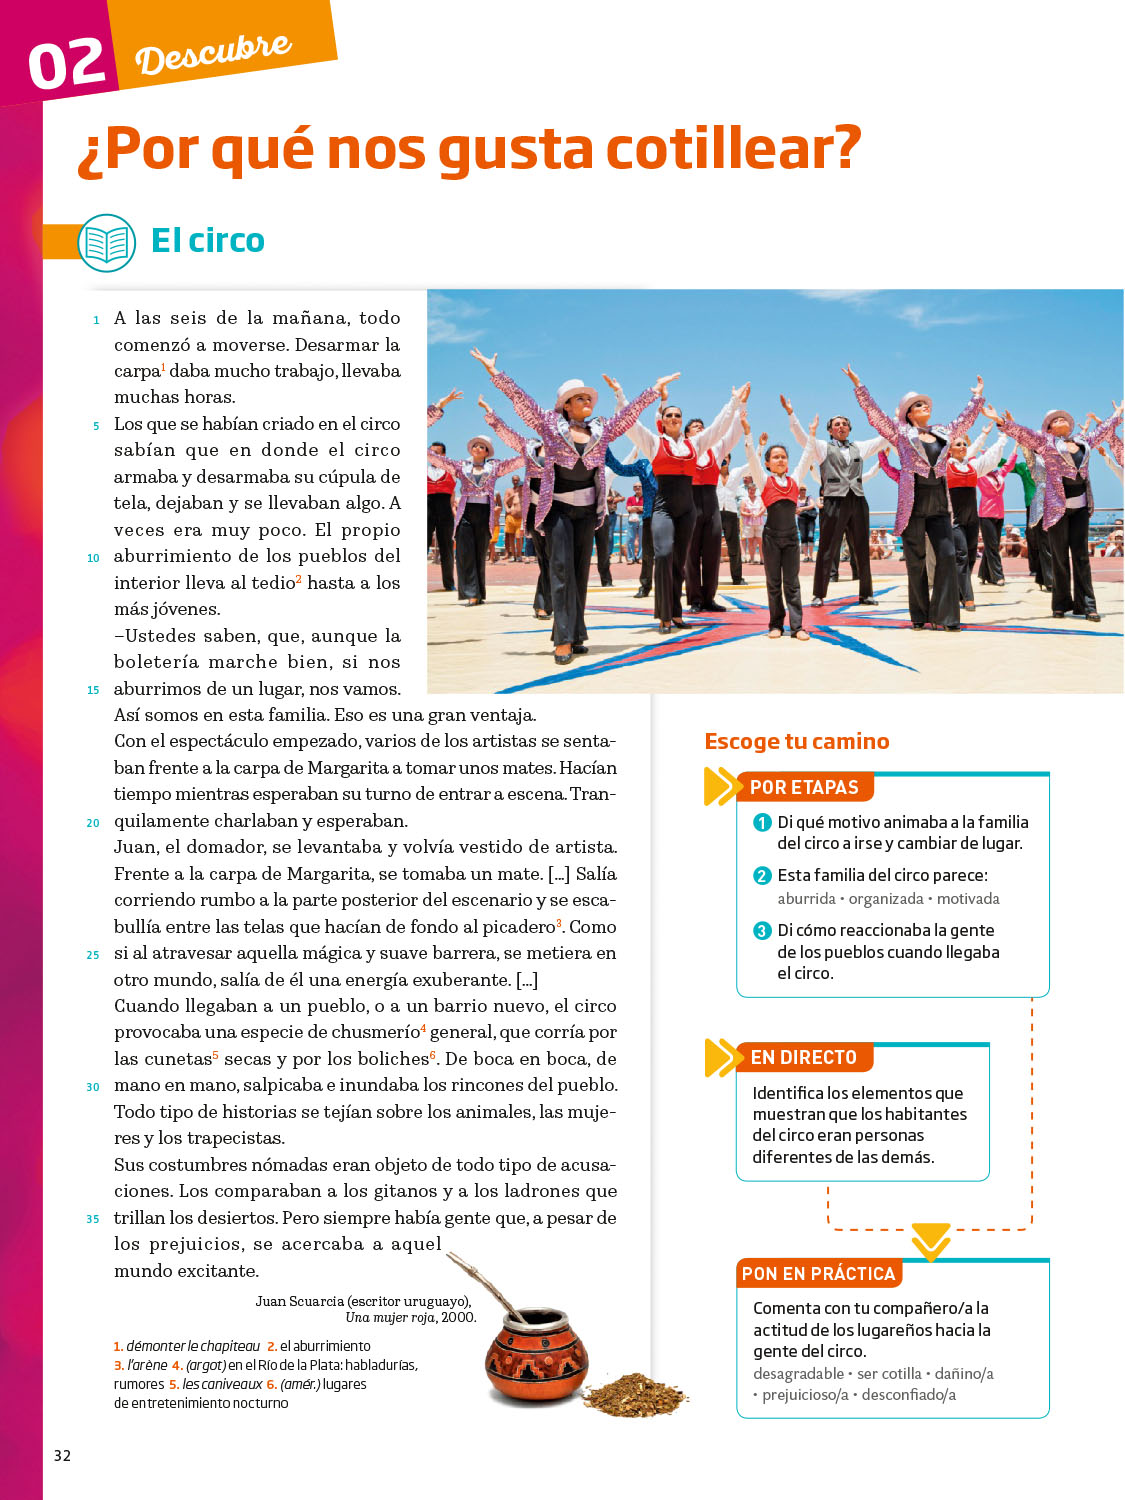 02 Descubre
¿Por qué nos gusta cotillear?
El circo
1 A las seis de la mañana, todo
comenzó a moverse. Desarmar la
carpa1 daba mucho trabajo, llevaba
muchas horas.
5 Los que se habían criado en el circo
sabían que en donde el circo
armaba y desarmaba su cúpula de
tela, dejaban y se llevaban algo. A
veces era muy poco. El propio
10 aburrimiento de los pueblos del
interior lleva al tedio2 hasta a los
más jóvenes.
–Ustedes saben, que, aunque la
boletería marche bien, si nos
15 aburrimos de un lugar, nos vamos.
Así somos en esta familia. Eso es una gran ventaja.
Con el espectáculo empezado, varios de los artistas se senta-
ban frente a la carpa de Margarita a tomar unos mates. Hacían
tiempo mientras esperaban su turno de entrar a escena. Tran-
20 quilamente charlaban y esperaban.
Juan, el domador, se levantaba y volvía vestido de artista.
Frente a la carpa de Margarita, se tomaba un mate. [...] Salía
corriendo rumbo a la parte posterior del escenario y se esca-
bullía entre las telas que hacían de fondo al picadero3. Como
25 si al atravesar aquella mágica y suave barrera, se metiera en
otro mundo, salía de él una energía exuberante. [...]
Cuando llegaban a un pueblo, o a un barrio nuevo, el circo
provocaba una especie de chusmerío4 general, que corría por
las cunetas5 secas y por los boliches6. De boca en boca, de
30 mano en mano, salpicaba e inundaba los rincones del pueblo.
Todo tipo de historias se tejían sobre los animales, las muje-
res y los trapecistas.
Sus costumbres nómadas eran objeto de todo tipo de acusa-
ciones. Los comparaban a los gitanos y a los ladrones que
35 trillan los desiertos. Pero siempre había gente que, a pesar de
los prejuicios, se acercaba a aquel
mundo excitante.
Juan Scuarcia (escritor uruguayo),
Una mujer roja, 2000.
1. démonter le chapiteau 2. el aburrimiento
3. l'arène 4. (argot) en el Río de la Plata: habladurías,
rumores 5. les caniveaux 6. (amér.) lugares
de entretenimiento nocturno
Escoge tu camino
POR ETAPAS
1 Di qué motivo animaba a la familia
del circo a irse y cambiar de lugar.
2 Esta familia del circo parece:
aburrida • organizada • motivada
3 Di cómo reaccionaba la gente
de los pueblos cuando llegaba
el circo.
EN DIRECTO
Identifica los elementos que
muestran que los habitantes
del circo eran personas
diferentes de las demás.
PON EN PRÁCTICA
Comenta con tu compañero/a la
actitud de los lugareños hacia la
gente del circo.
desagradable • ser cotilla • dañino/a
• prejuicioso/a • desconfiado/a
32